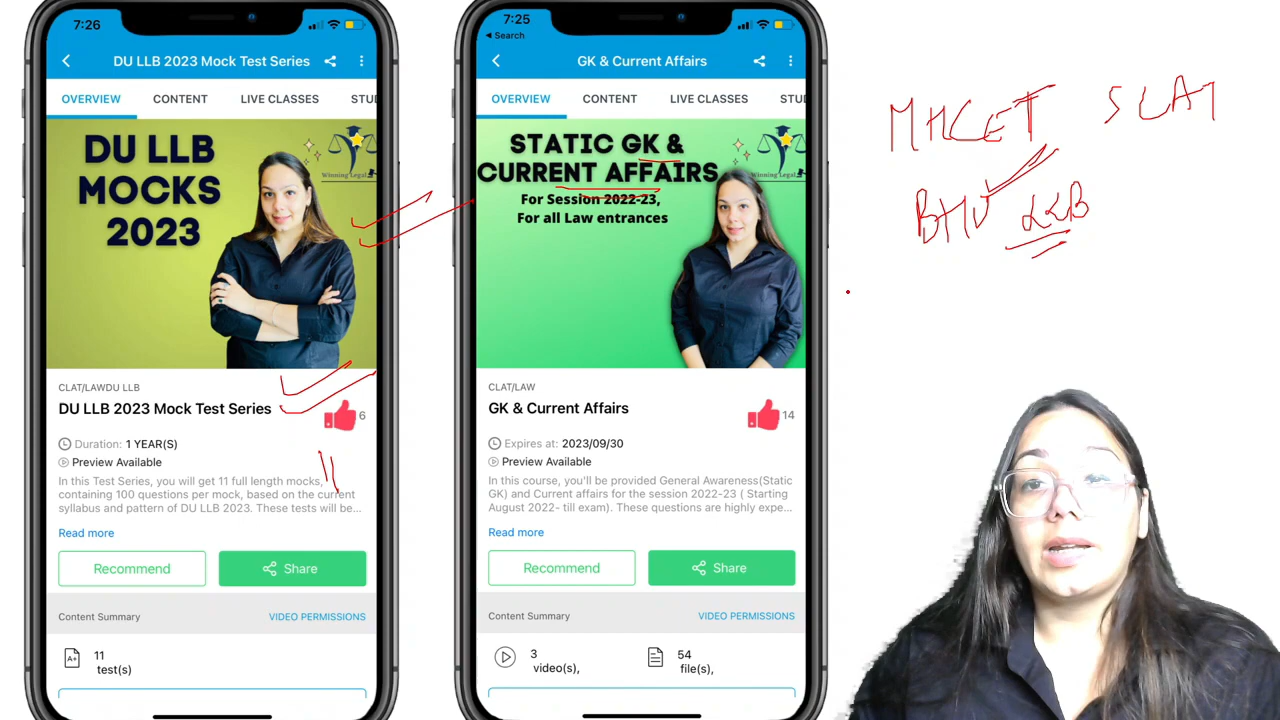 7:26
DU LLB 2023 Mock Test Series
OVERVIEW CONTENT LIVE CLASSES STU
DU LLB
MOCKS
2023
Winning Legal
CLAT/LAWDU LLB
DU LLB 2023 Mock Test Series
6
Duration: 1 YEAR(S)
Preview Available
In this Test Series, you will get 11 full length mocks,
containing 100 questions per mock, based on the current
syllabus and pattern of DU LLB 2023. These tests will be...
Read more
Recommend
Share
Content Summary
VIDEO PERMISSIONS
A+
11
test(s)
7:25
Search
GK & Current Affairs
OVERVIEW CONTENT LIVE CLASSES STU
STATIC GK &
CURRENT AFFAIRS
For Session 2022-23,
For all Law entrances
Winning Legal
CLAT/LAW
GK & Current Affairs
14
Expires at: 2023/09/30
Preview Available
In this course, you'll be provided General Awareness(Static
GK) and Current affairs for the session 2022-23 ( Starting
August 2022- till exam). These questions are highly expe...
Read more
Recommend
Share
Content Summary
VIDEO PERMISSIONS
3
video(s),
54
file(s),
MHCET SLAT
BHU LLB